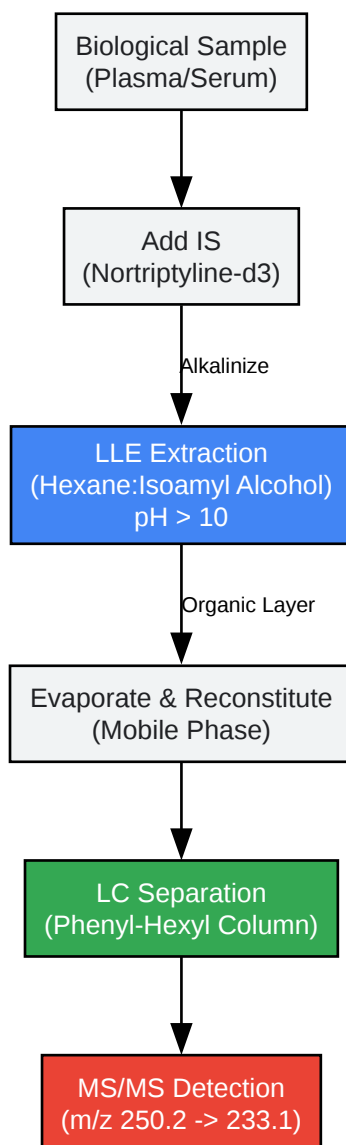 Biological Sample
(Plasma/Serum)
Add IS
(Nortriptyline-d3)
Alkalinize
LLE Extraction
(Hexane:Isoamyl Alcohol)
pH > 10
Organic Layer
Evaporate & Reconstitute
(Mobile Phase)
LC Separation
(Phenyl-Hexyl Column)
MS/MS Detection
(m/z 250.2 -> 233.1)